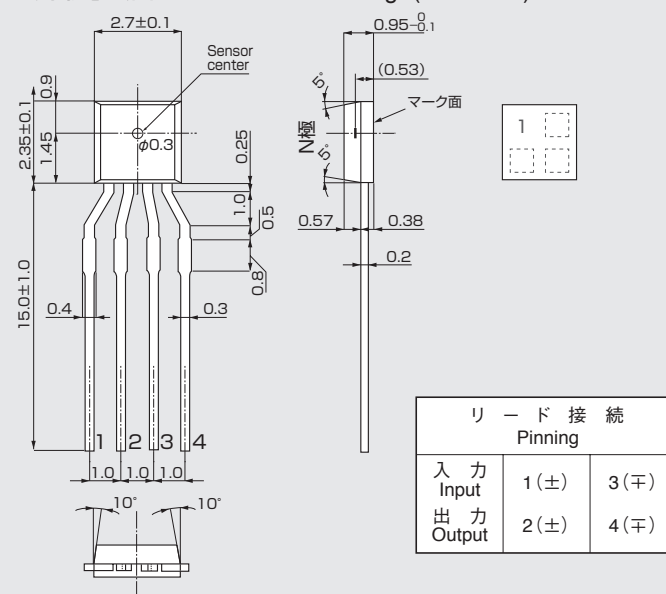 2.7±0.1
Sensor
center
0.9
2.35±0.1
1.45
φ0.3
0.25
1.0
0.5
0.8
15.0±1.0
0.4
0.3
1 2 3 4
1.0 1.0 1.0
10° 10°
0.95 0 -0.1
(0.53)
5°
マーク面
N極
5°
0.57 0.38
0.2
1
リード接続
Pinning
入力 1(±) 3(∓)
Input
出力 2(±) 4(∓)
Output